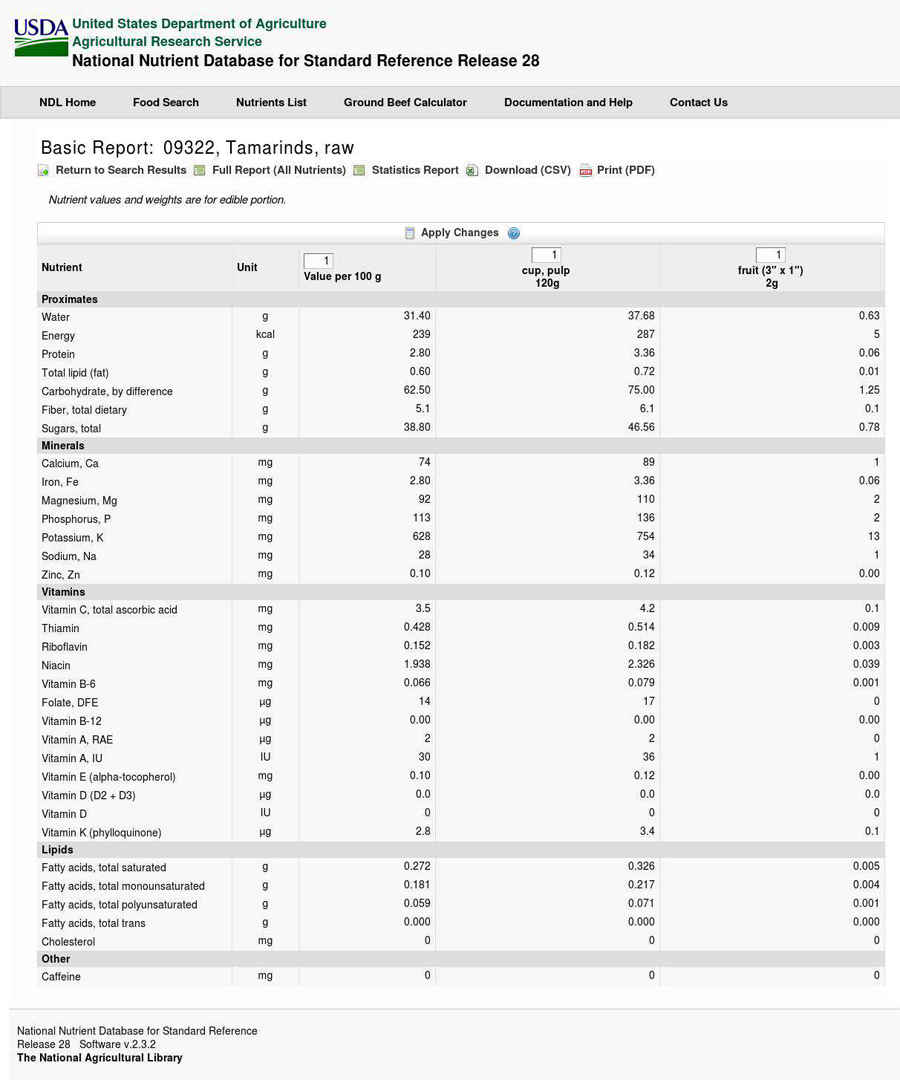 USDA United States Department of Agriculture
Agricultural Research Service
National Nutrient Database for Standard Reference Release 28
NDL Home Food Search Nutrients List Ground Beef Calculator Documentation and Help Contact Us
Basic Report: 09322, Tamarinds, raw
Return to Search Results Full Report (All Nutrients) Statistics Report Download (CSV) Print (PDF)
Nutrient values and weights are for edible portion.
Apply Changes ?
Nutrient Unit 1 Value per 100 g 1 cup, pulp 120g 1 fruit (3" x 1") 2g
Proximates
Water g 31.40 37.68 0.63
Energy kcal 239 287 5
Protein g 2.80 3.36 0.06
Total lipid (fat) g 0.60 0.72 0.01
Carbohydrate, by difference g 62.50 75.00 1.25
Fiber, total dietary g 5.1 6.1 0.1
Sugars, total g 38.80 46.56 0.78
Minerals
Calcium, Ca mg 74 89 1
Iron, Fe mg 2.80 3.36 0.06
Magnesium, Mg mg 92 110 2
Phosphorus, P mg 113 136 2
Potassium, K mg 628 754 13
Sodium, Na mg 28 34 1
Zinc, Zn mg 0.10 0.12 0.00
Vitamins
Vitamin C, total ascorbic acid mg 3.5 4.2 0.1
Thiamin mg 0.428 0.514 0.009
Riboflavin mg 0.152 0.182 0.003
Niacin mg 1.938 2.326 0.039
Vitamin B-6 mg 0.066 0.079 0.001
Folate, DFE µg 14 17 0
Vitamin B-12 µg 0.00 0.00 0.00
Vitamin A, RAE µg 2 2 0
Vitamin A, IU IU 30 36 1
Vitamin E (alpha-tocopherol) mg 0.10 0.12 0.00
Vitamin D (D2 + D3) µg 0.0 0.0 0.0
Vitamin D IU 0 0 0
Vitamin K (phylloquinone) µg 2.8 3.4 0.1
Lipids
Fatty acids, total saturated g 0.272 0.326 0.005
Fatty acids, total monounsaturated g 0.181 0.217 0.004
Fatty acids, total polyunsaturated g 0.059 0.071 0.001
Fatty acids, total trans g 0.000 0.000 0.000
Cholesterol mg 0 0 0
Other
Caffeine mg 0 0 0
National Nutrient Database for Standard Reference
Release 28 Software v.2.3.2
The National Agricultural Library